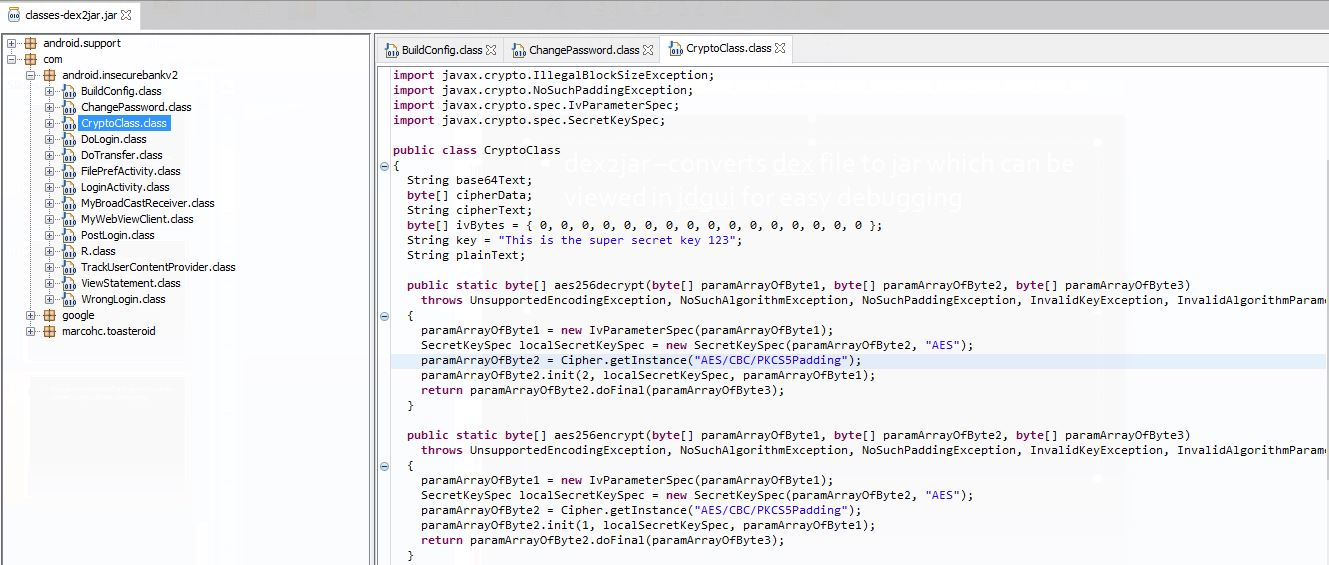 classes-dex2jar.jar
android.support
com
android.insecurebankv2
BuildConfig.class
ChangePassword.class
CryptoClass.class
DoLogin.class
DoTransfer.class
FilePrefActivity.class
LoginActivity.class
MyBroadCastReceiver.class
MyWebViewClient.class
PostLogin.class
R.class
TrackUserContentProvider.class
ViewStatement.class
WrongLogin.class
google
marcohc.toasteroid
BuildConfig.class ChangePassword.class CryptoClass.class
import javax.crypto.IllegalBlockSizeException;
import javax.crypto.NoSuchPaddingException;
import javax.crypto.spec.IvParameterSpec;
import javax.crypto.spec.SecretKeySpec;
public class CryptoClass
{
String base64Text;
byte[] cipherData;
String cipherText;
byte[] ivBytes = { 0, 0, 0, 0, 0, 0, 0, 0, 0, 0, 0, 0, 0, 0, 0, 0 };
String key = "This is the super secret key 123";
String plainText;
public static byte[] aes256decrypt(byte[] paramArrayOfByte1, byte[] paramArrayOfByte2, byte[] paramArrayOfByte3)
throws UnsupportedEncodingException, NoSuchAlgorithmException, NoSuchPaddingException, InvalidKeyException, InvalidAlgorithmParame
{
paramArrayOfByte1 = new IvParameterSpec(paramArrayOfByte1);
SecretKeySpec localSecretKeySpec = new SecretKeySpec(paramArrayOfByte2, "AES");
paramArrayOfByte2 = Cipher.getInstance("AES/CBC/PKCS5Padding");
paramArrayOfByte2.init(2, localSecretKeySpec, paramArrayOfByte1);
return paramArrayOfByte2.doFinal(paramArrayOfByte3);
}
public static byte[] aes256encrypt(byte[] paramArrayOfByte1, byte[] paramArrayOfByte2, byte[] paramArrayOfByte3)
throws UnsupportedEncodingException, NoSuchAlgorithmException, NoSuchPaddingException, InvalidKeyException, InvalidAlgorithmParame
{
paramArrayOfByte1 = new IvParameterSpec(paramArrayOfByte1);
SecretKeySpec localSecretKeySpec = new SecretKeySpec(paramArrayOfByte2, "AES");
paramArrayOfByte2 = Cipher.getInstance("AES/CBC/PKCS5Padding");
paramArrayOfByte2.init(1, localSecretKeySpec, paramArrayOfByte1);
return paramArrayOfByte2.doFinal(paramArrayOfByte3);
}
dex2jar–convert dex file to jar which can be
viewed in jdgui for easy debugging